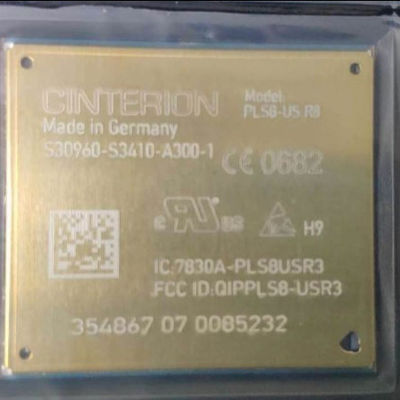 CINTERION
Model:
PLS8-US R8
Made in Germany
S30960-S3410-A300-1
CE 0682
H9
IC:7830A-PLS8USR3
FCC ID:QIPPLS8-USR3
354867 07 0085232